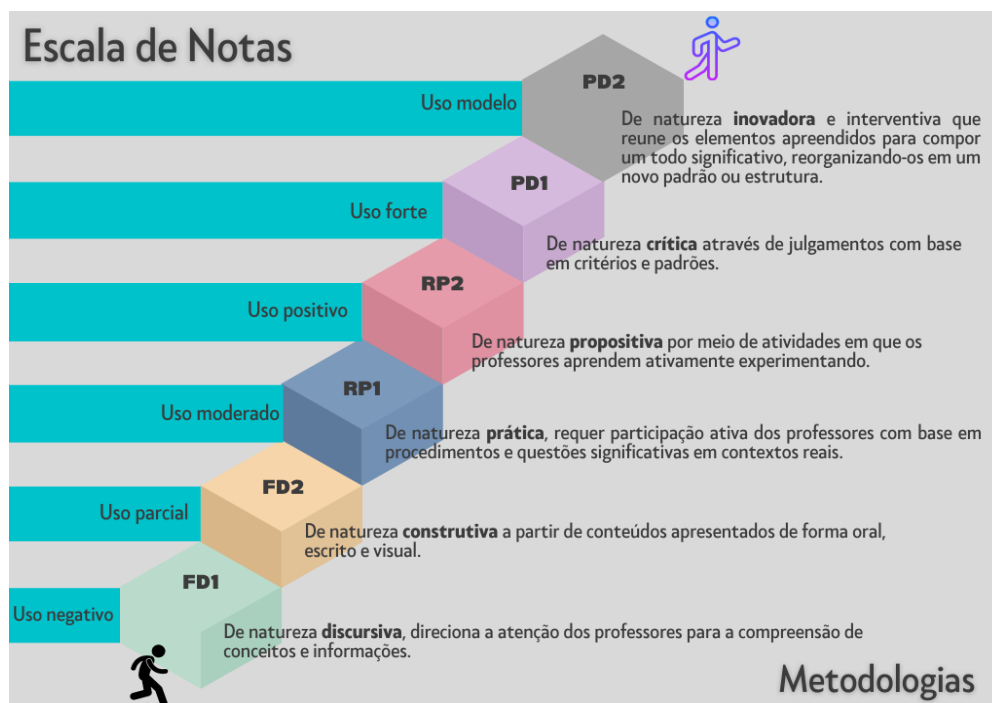 Escala de Notas
PD2
Uso modelo
De natureza inovadora e interventiva que
reune os elementos apreendidos para compor
um todo significativo, reorganizando-os em um
novo padrão ou estrutura.
PD1
Uso forte
De natureza crítica através de julgamentos com base
em critérios e padrões.
RP2
Uso positivo
De natureza propositiva por meio de atividades em que os
professores aprendem ativamente experimentando.
RP1
Uso moderado
De natureza prática, requer participação ativa dos professores com base em
procedimentos e questões significativas em contextos reais.
FD2
Uso parcial
De natureza construtiva a partir de conteúdos apresentados de forma oral,
escrito e visual.
FD1
Uso negativo
De natureza discursiva, direciona a atenção dos professores para a compreensão de
conceitos e informações.
Metodologias